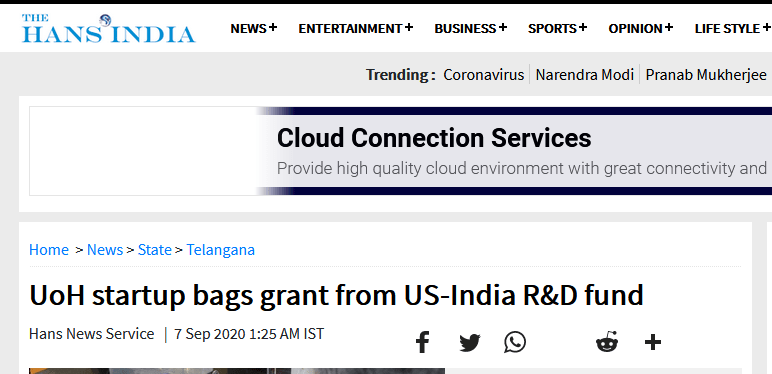 THE
HANS INDIA
NEWS+ ENTERTAINMENT+ BUSINESS+ SPORTS+ OPINION+ LIFE STYLE+
Trending : Coronavirus Narendra Modi Pranab Mukherjee
Cloud Connection Services
Provide high quality cloud environment with great connectivity and
Home > News > State > Telangana
UoH startup bags grant from US-India R&D fund
Hans News Service | 7 Sep 2020 1:25 AM IST